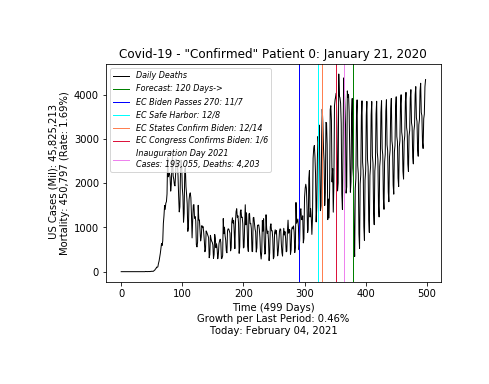 Covid-19 - "Confirmed" Patient 0: January 21, 2020
Daily Deaths
Forecast: 120 Days->
EC Biden Passes 270: 11/7
EC Safe Harbor: 12/8
EC States Confirm Biden: 12/14
EC Congress Confirms Biden: 1/6
Inauguration Day 2021
Cases: 193,055, Deaths: 4,203
US Cases (Mil): 45,825,213
Mortality: 450,797 (Rate: 1.69%)
4000
3000
2000
1000
0
0
100
200
300
400
500
Time (499 Days)
Growth per Last Period: 0.46%
Today: February 04, 2021